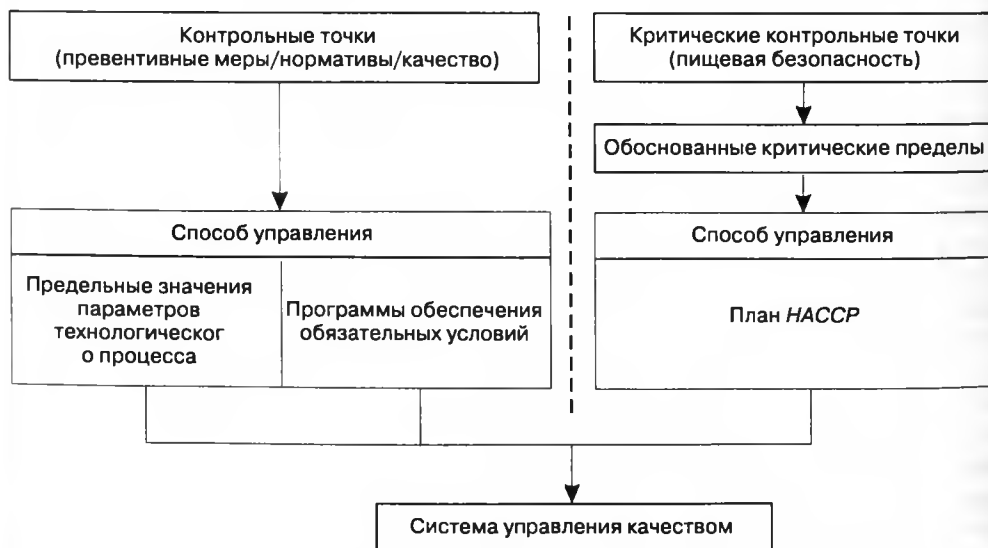 Контрольные точки
(превентивные меры/нормативы/качество)
Критические контрольные точки
(пищевая безопасность)
Обоснованные критические пределы
Способ управления
Предельные значения
параметров
технологическог
о процесса
Программы обеспечения
обязательных условий
Способ управления
План HACCP
Система управления качеством